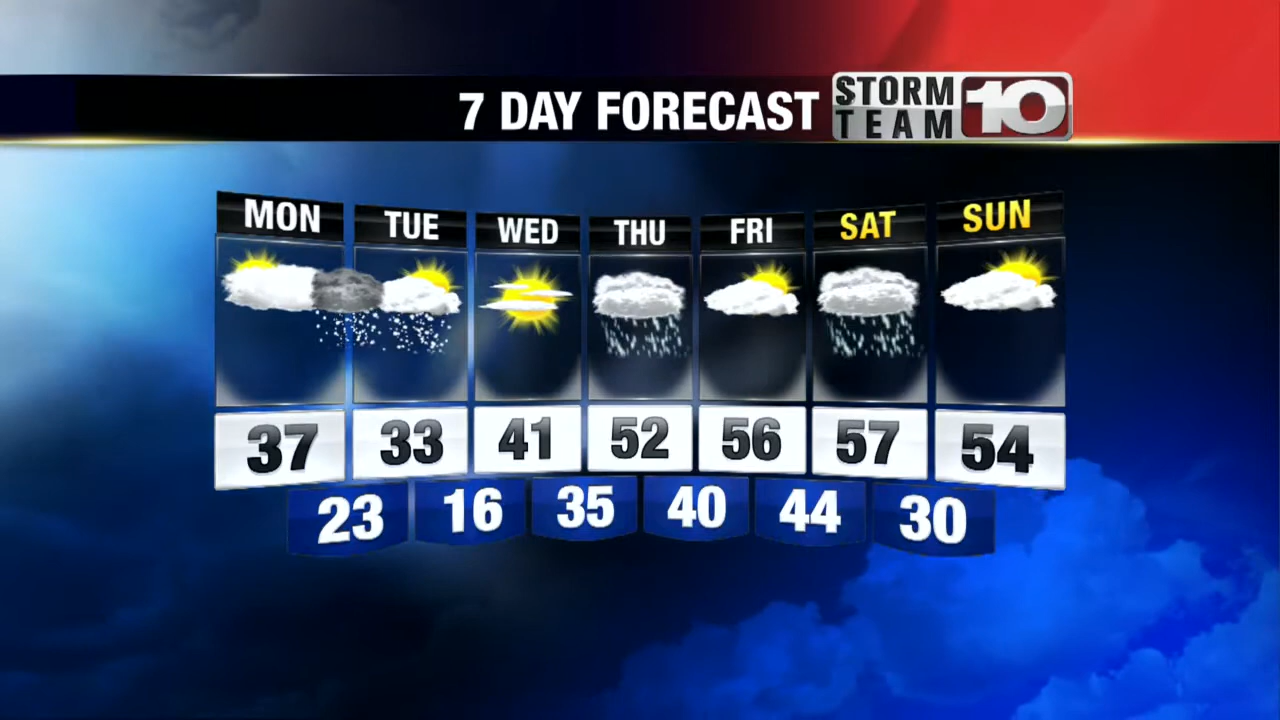 7 DAY FORECAST
STORM TEAM 10
MON TUE WED THU FRI SAT SUN
37 33 41 52 56 57 54
23 16 35 40 44 30